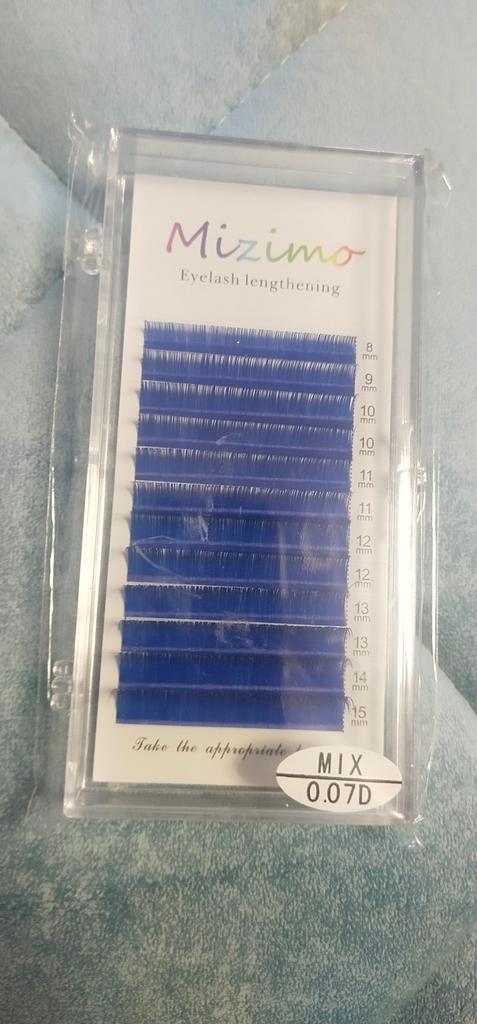 Mizimo
Eyelash lengthening
8
mm
9
mm
10
mm
10
mm
11
mm
11
mm
12
mm
12
mm
13
mm
13
mm
14
mm
15
mm
Take the appropriate
MIX
0.07D